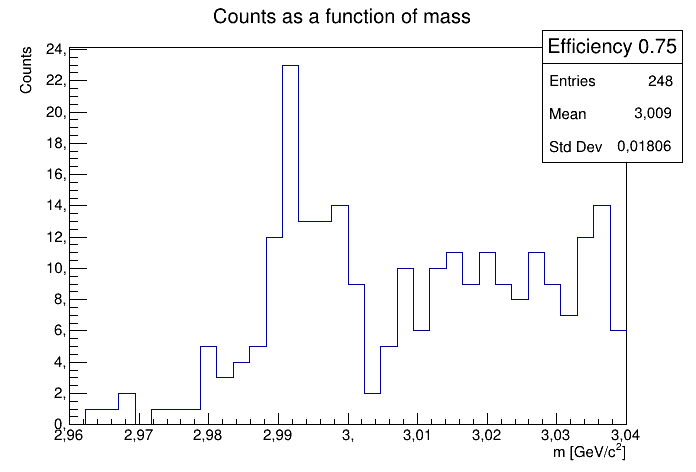 Counts as a function of mass
Efficiency 0.75
Entries 248
Mean 3,009
Std Dev 0,01806
Counts
24,
22,
20,
18,
16,
14,
12,
10,
8,
6,
4,
2,
0,
2,96 2,97 2,98 2,99 3, 3,01 3,02 3,03 3,04
m [GeV/c²]